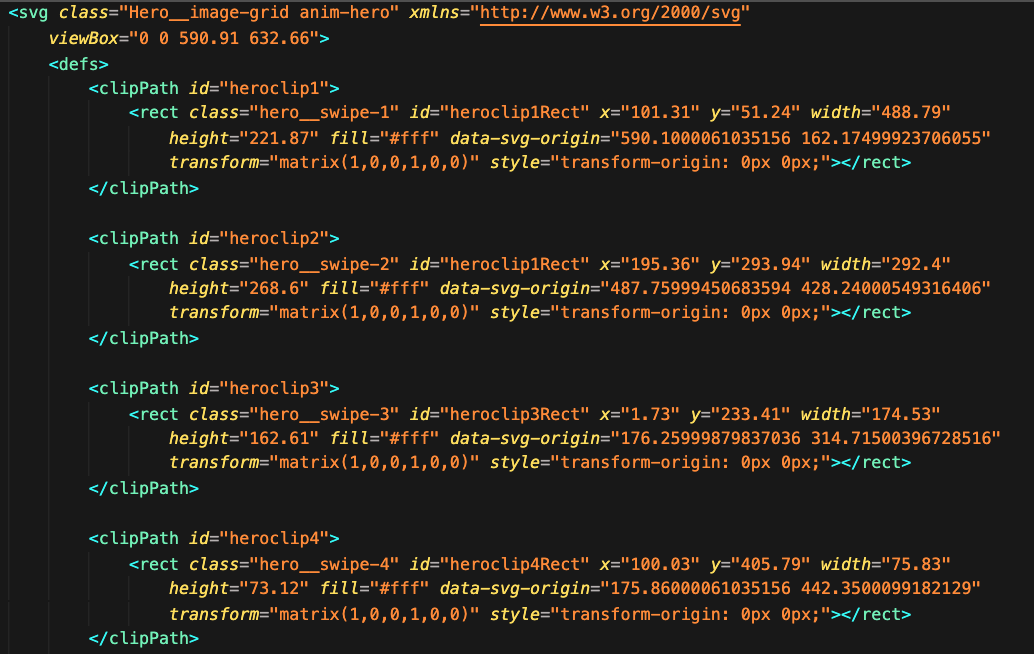 <svg class="Hero__image-grid anim-hero" xmlns="http://www.w3.org/2000/svg"
viewBox="0 0 590.91 632.66">
<defs>
<clipPath id="heroclip1">
<rect class="hero__swipe-1" id="heroclip1Rect" x="101.31" y="51.24" width="488.79"
height="221.87" fill="#fff" data-svg-origin="590.1000061035156 162.17499923706055"
transform="matrix(1,0,0,1,0,0)" style="transform-origin: 0px 0px;"></rect>
</clipPath>
<clipPath id="heroclip2">
<rect class="hero__swipe-2" id="heroclip1Rect" x="195.36" y="293.94" width="292.4"
height="268.6" fill="#fff" data-svg-origin="487.75999450683594 428.24000549316406"
transform="matrix(1,0,0,1,0,0)" style="transform-origin: 0px 0px;"></rect>
</clipPath>
<clipPath id="heroclip3">
<rect class="hero__swipe-3" id="heroclip3Rect" x="1.73" y="233.41" width="174.53"
height="162.61" fill="#fff" data-svg-origin="176.25999879837036 314.71500396728516"
transform="matrix(1,0,0,1,0,0)" style="transform-origin: 0px 0px;"></rect>
</clipPath>
<clipPath id="heroclip4">
<rect class="hero__swipe-4" id="heroclip4Rect" x="100.03" y="405.79" width="75.83"
height="73.12" fill="#fff" data-svg-origin="175.86000061035156 442.3500099182129"
transform="matrix(1,0,0,1,0,0)" style="transform-origin: 0px 0px;"></rect>
</clipPath>